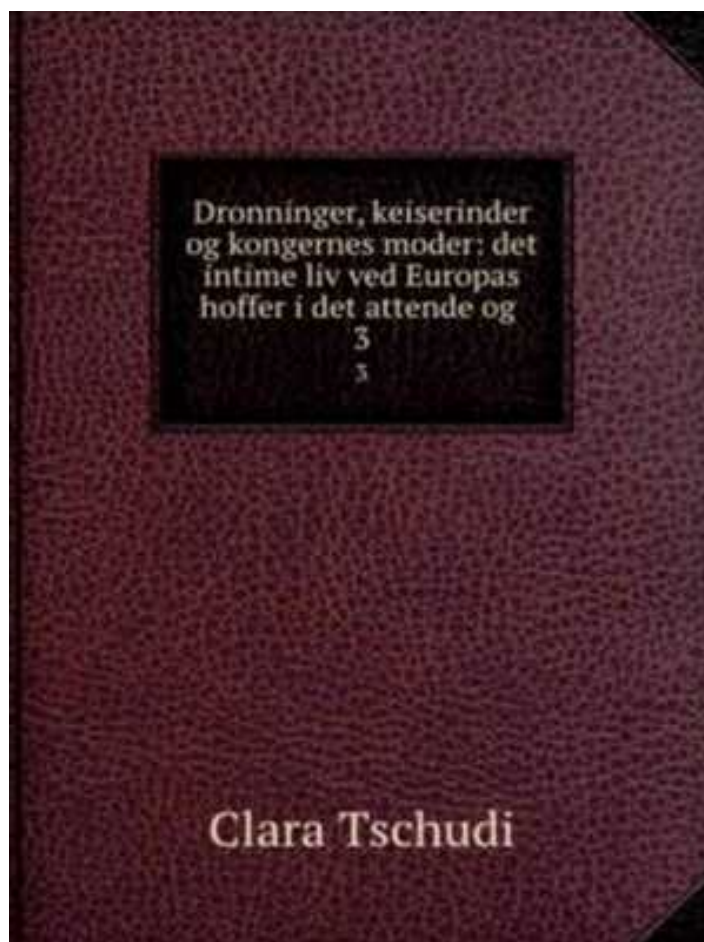 Dronninger, keiserinder
og kongernes moder: det
intime liv ved Europas
hoffer i det attende og
3
3
Clara Tschudi